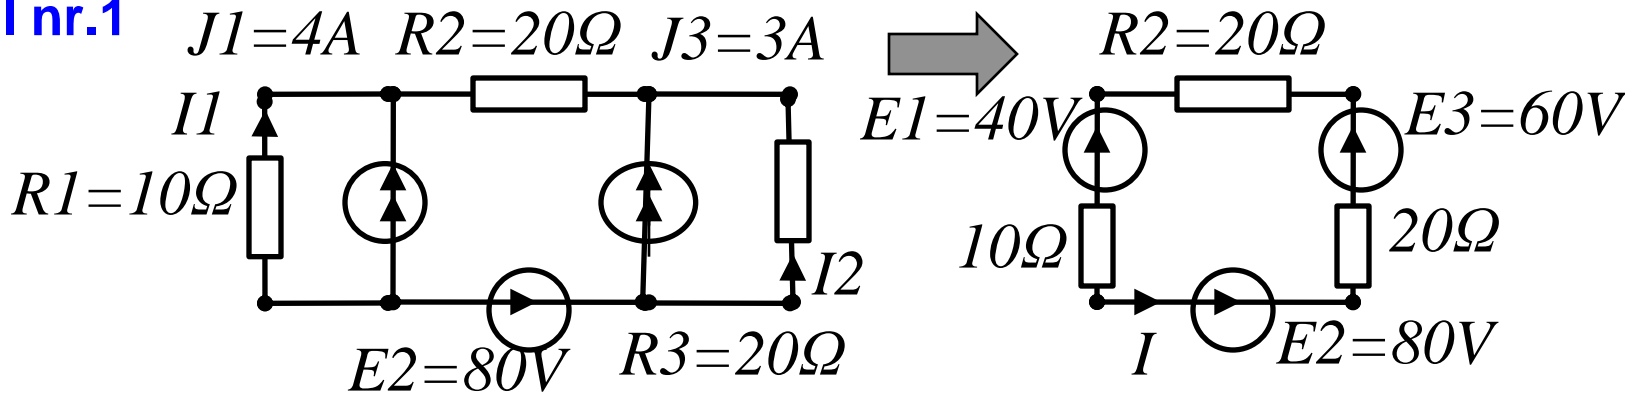 l nr.1
J1=4A R2=20Ω J3=3A
I1
R1=10Ω
I2
E2=80V R3=20Ω
R2=20Ω
E1=40V E3=60V
10Ω 20Ω
I E2=80V